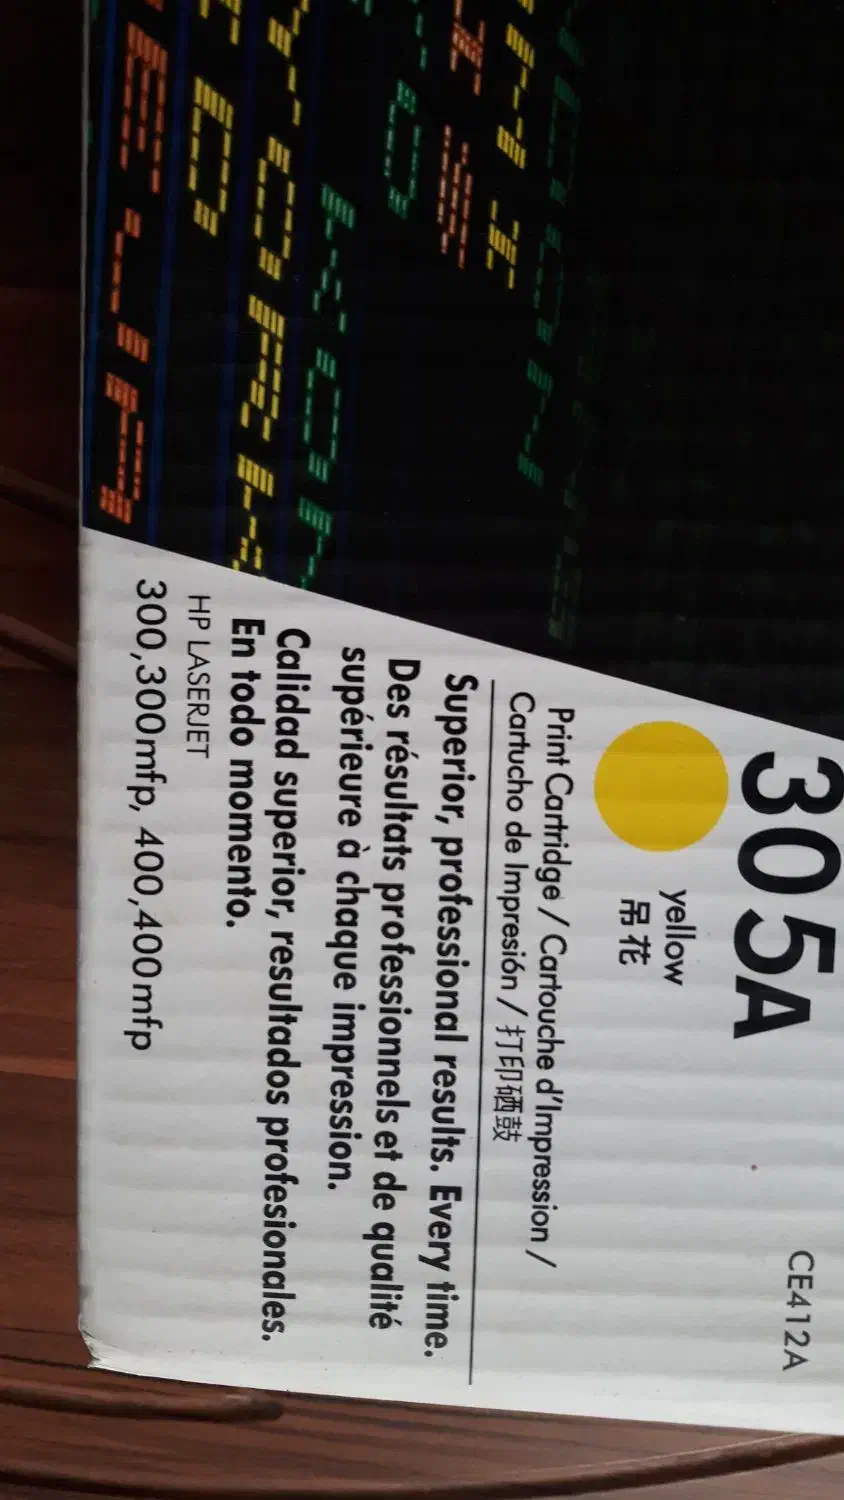 305A
CE412A
yellow
吊花
Print Cartridge / Cartouche d'Impression /
Cartucho de Impresión / 打印硒鼓
Superior, professional results. Every time.
Des résultats professionnels et de qualité
supérieure à chaque impression.
Calidad superior, resultados profesionales.
En todo momento.
HP LASERJET
300,300mfp, 400,400mfp